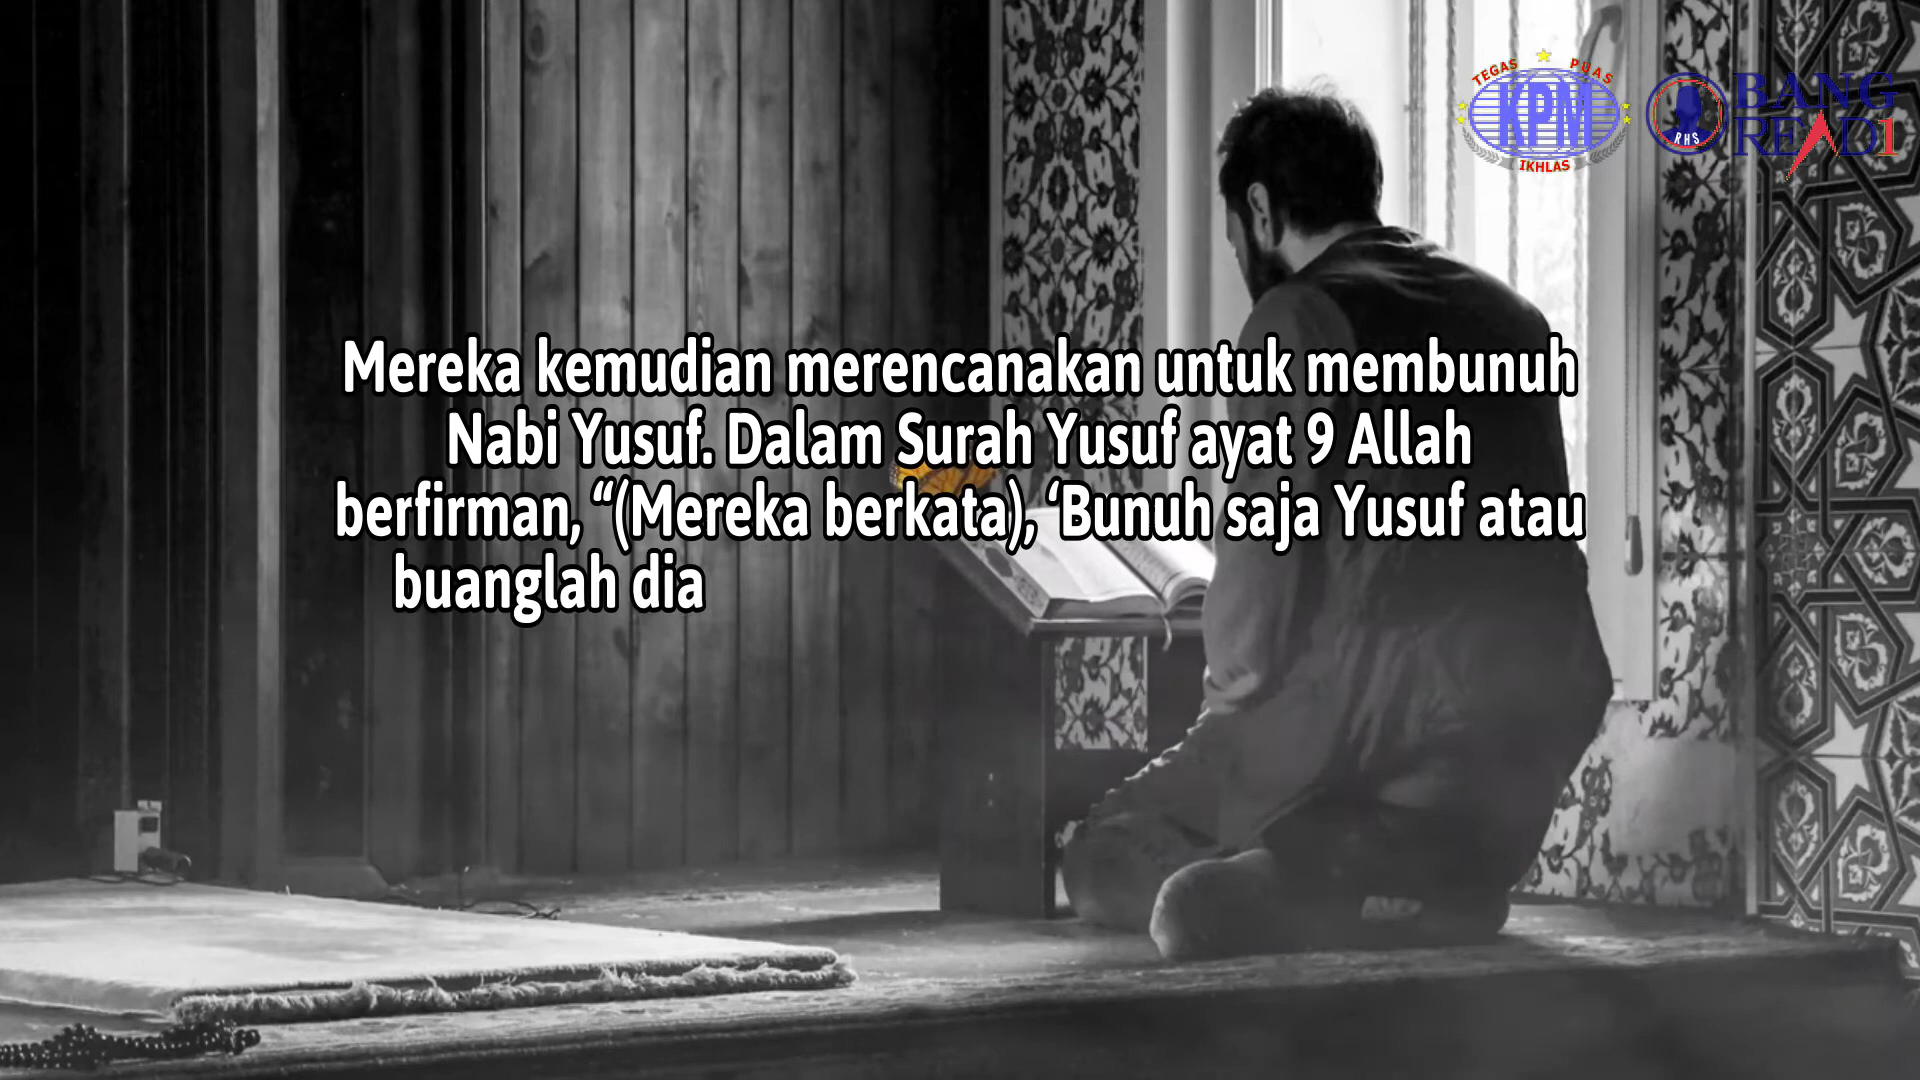 TEGAS PUAS
KPM
IKHLAS
RHS
BANG
READ1
Mereka kemudian merencanakan untuk membunuh
Nabi Yusuf. Dalam Surah Yusuf ayat 9 Allah
berfirman, “(Mereka berkata), ‘Bunuh saja Yusuf atau
buanglah dia